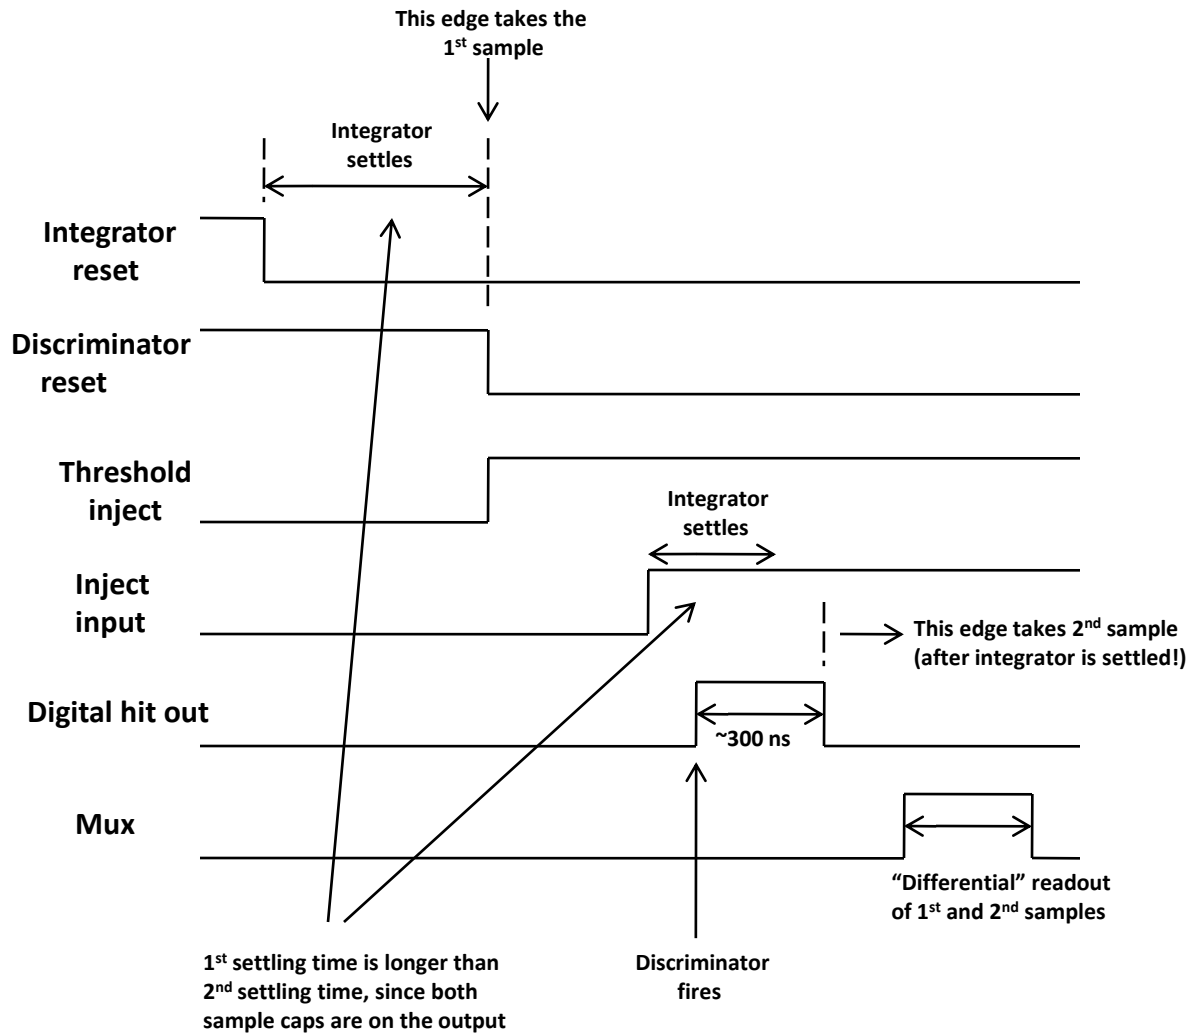 This edge takes the
1st sample
Integrator
settles
Integrator
reset
Discriminator
reset
Threshold
inject
Integrator
settles
Inject
input
This edge takes 2nd sample
(after integrator is settled!)
Digital hit out
~300 ns
Mux
“Differential” readout
of 1st and 2nd samples
1st settling time is longer than
2nd settling time, since both
sample caps are on the output
Discriminator
fires